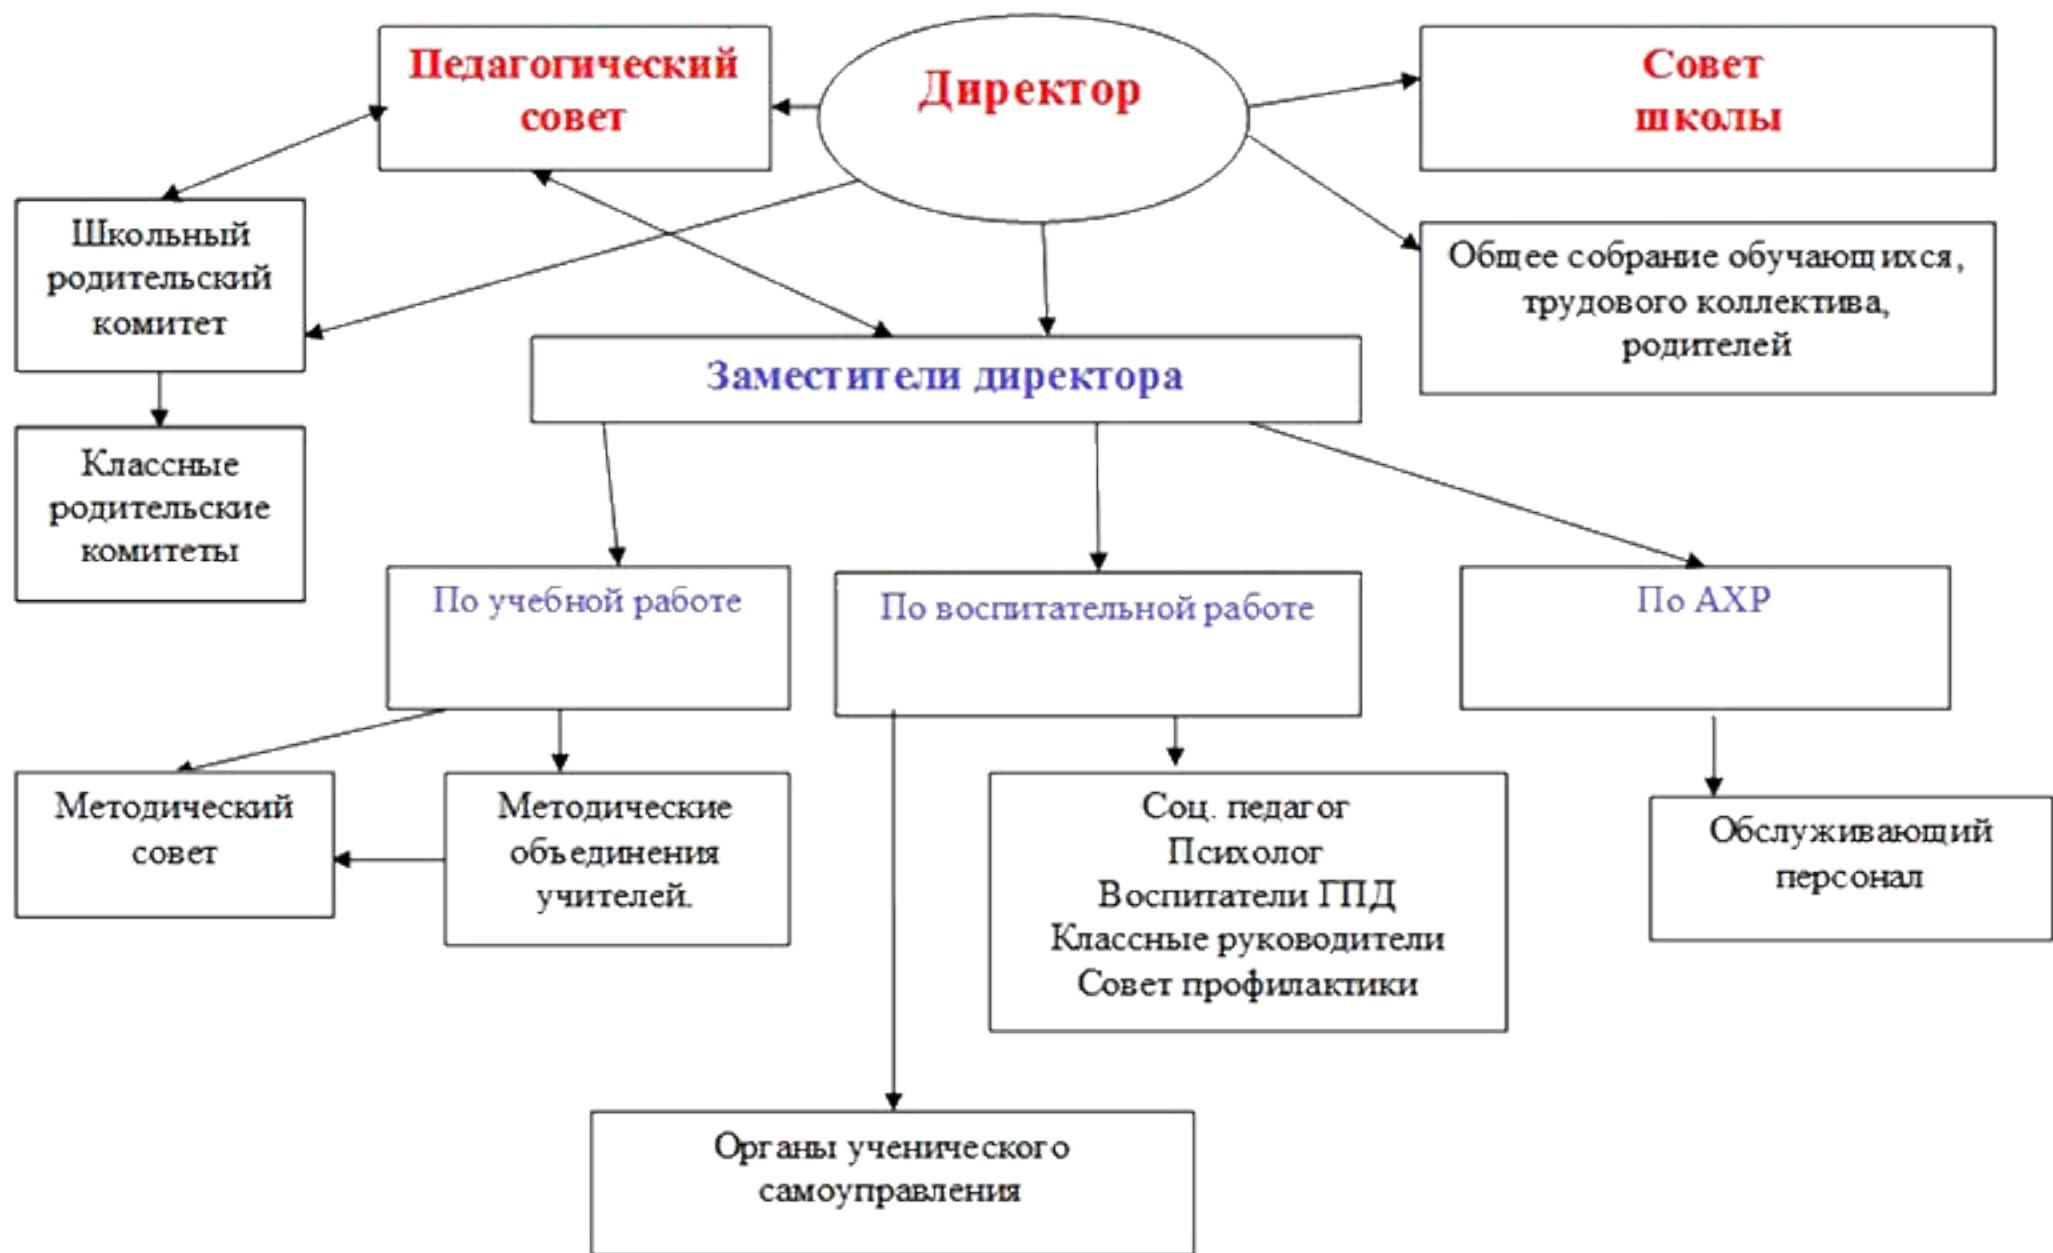 Педагогический
совет
Директор
Совет
школы
Школьный
родительский
комитет
Общее собрание обучающихся,
трудового коллектива,
родителей
Заместители директора
Классные
родительские
комитеты
По учебной работе
По воспитательной работе
По АХР
Методический
совет
Методические
объединения
учителей.
Соц. педагог
Психолог
Воспитатели ГПД
Классные руководители
Совет профилактики
Обслуживающий
персонал
Органы ученического
самоуправления